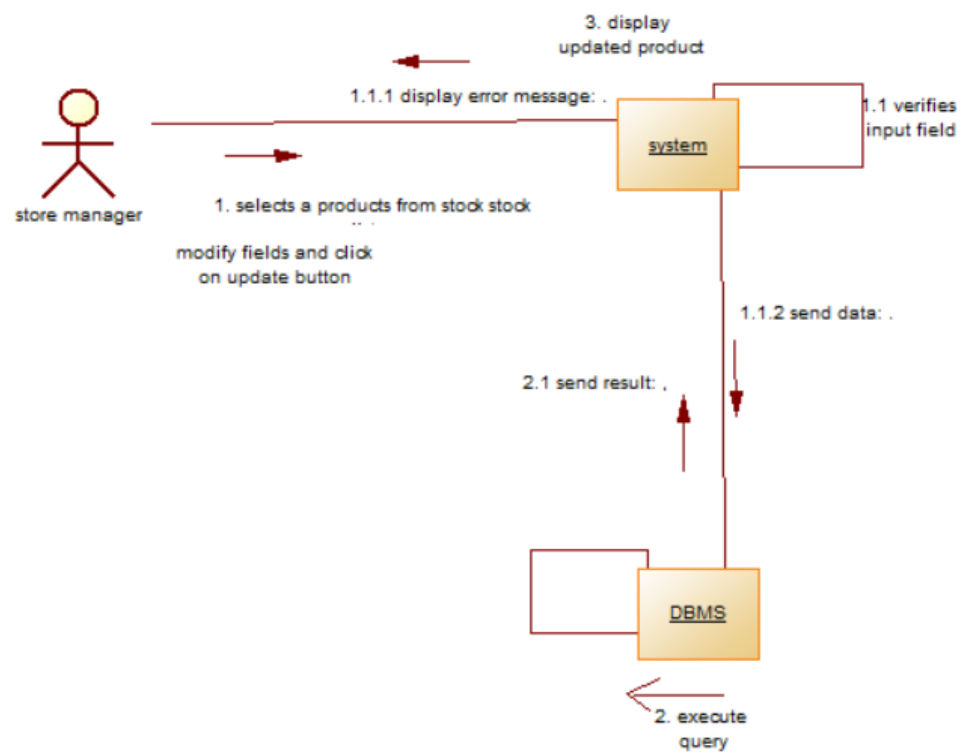 3. display
updated product
1.1.1 display error message: .
1.1 verifies
input field
system
store manager
1. selects a products from stock stock
modify fields and click
on update button
1.1.2 send data: .
2.1 send result: ,
DBMS
2. execute
query